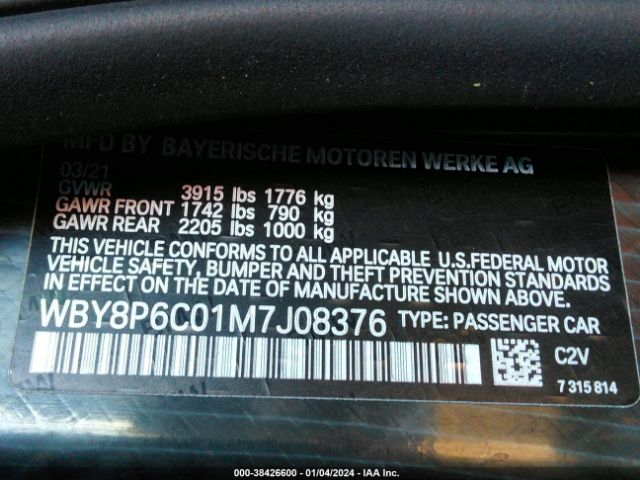 MFD BY BAYERISCHE MOTOREN WERKE AG
03/21
GVWR 3915 lbs 1776 kg
GAWR FRONT 1742 lbs 790 kg
GAWR REAR 2205 lbs 1000 kg
THIS VEHICLE CONFORMS TO ALL APPLICABLE U.S.FEDERAL MOTOR
VEHICLE SAFETY, BUMPER AND THEFT PREVENTION STANDARDS
IN EFFECT ON THE DATE OF MANUFACTURE SHOWN ABOVE.
WBY8P6C01M7J08376 TYPE: PASSENGER CAR
C2V
7 315 814
000-38426600 - 01/04/2024 - IAA Inc.